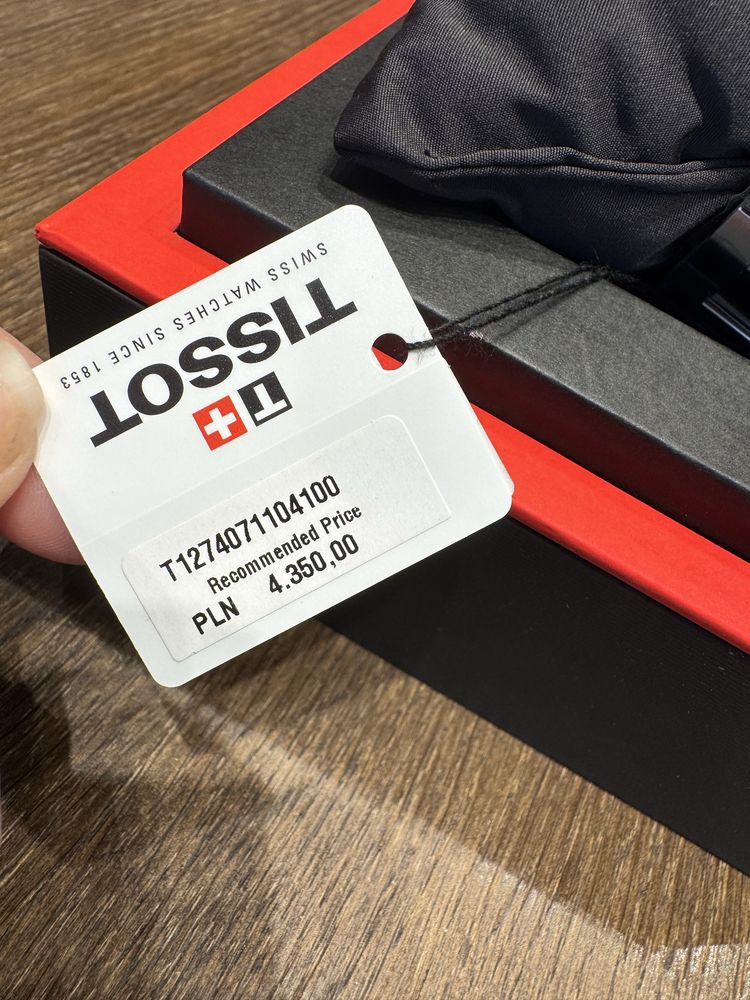 TISSOT
SWISS WATCHES SINCE 1853
T1274071104100
Recommended Price
PLN 4.350,00